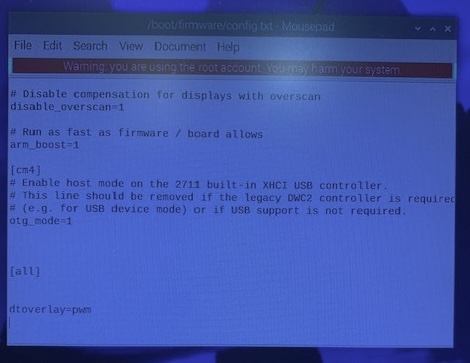 /boot/firmware/config.txt - Mousepad
File Edit Search View Document Help
Warning: you are using the root account. You may harm your system.
# Disable compensation for displays with overscan
disable_overscan=1
# Run as fast as firmware / board allows
arm_boost=1
[cm4]
# Enable host mode on the 2711 built-in XHCI USB controller.
# This line should be removed if the legacy DWC2 controller is required
# (e.g. for USB device mode) or if USB support is not required.
otg_mode=1
[all]
dtoverlay=pwm